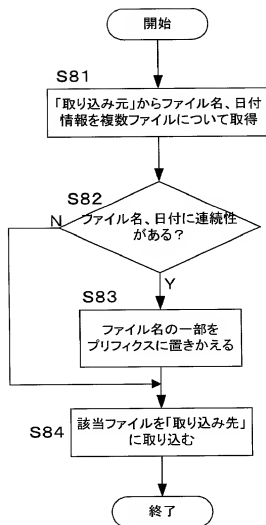 開始
S81
「取り込み元」からファイル名、日付
情報を複数ファイルについて取得
S82
N
ファイル名、日付に連続性
がある?
Y
S83
ファイル名の一部を
プリフィクスに置きかえる
S84
該当ファイルを「取り込み先」
に取り込む
終了